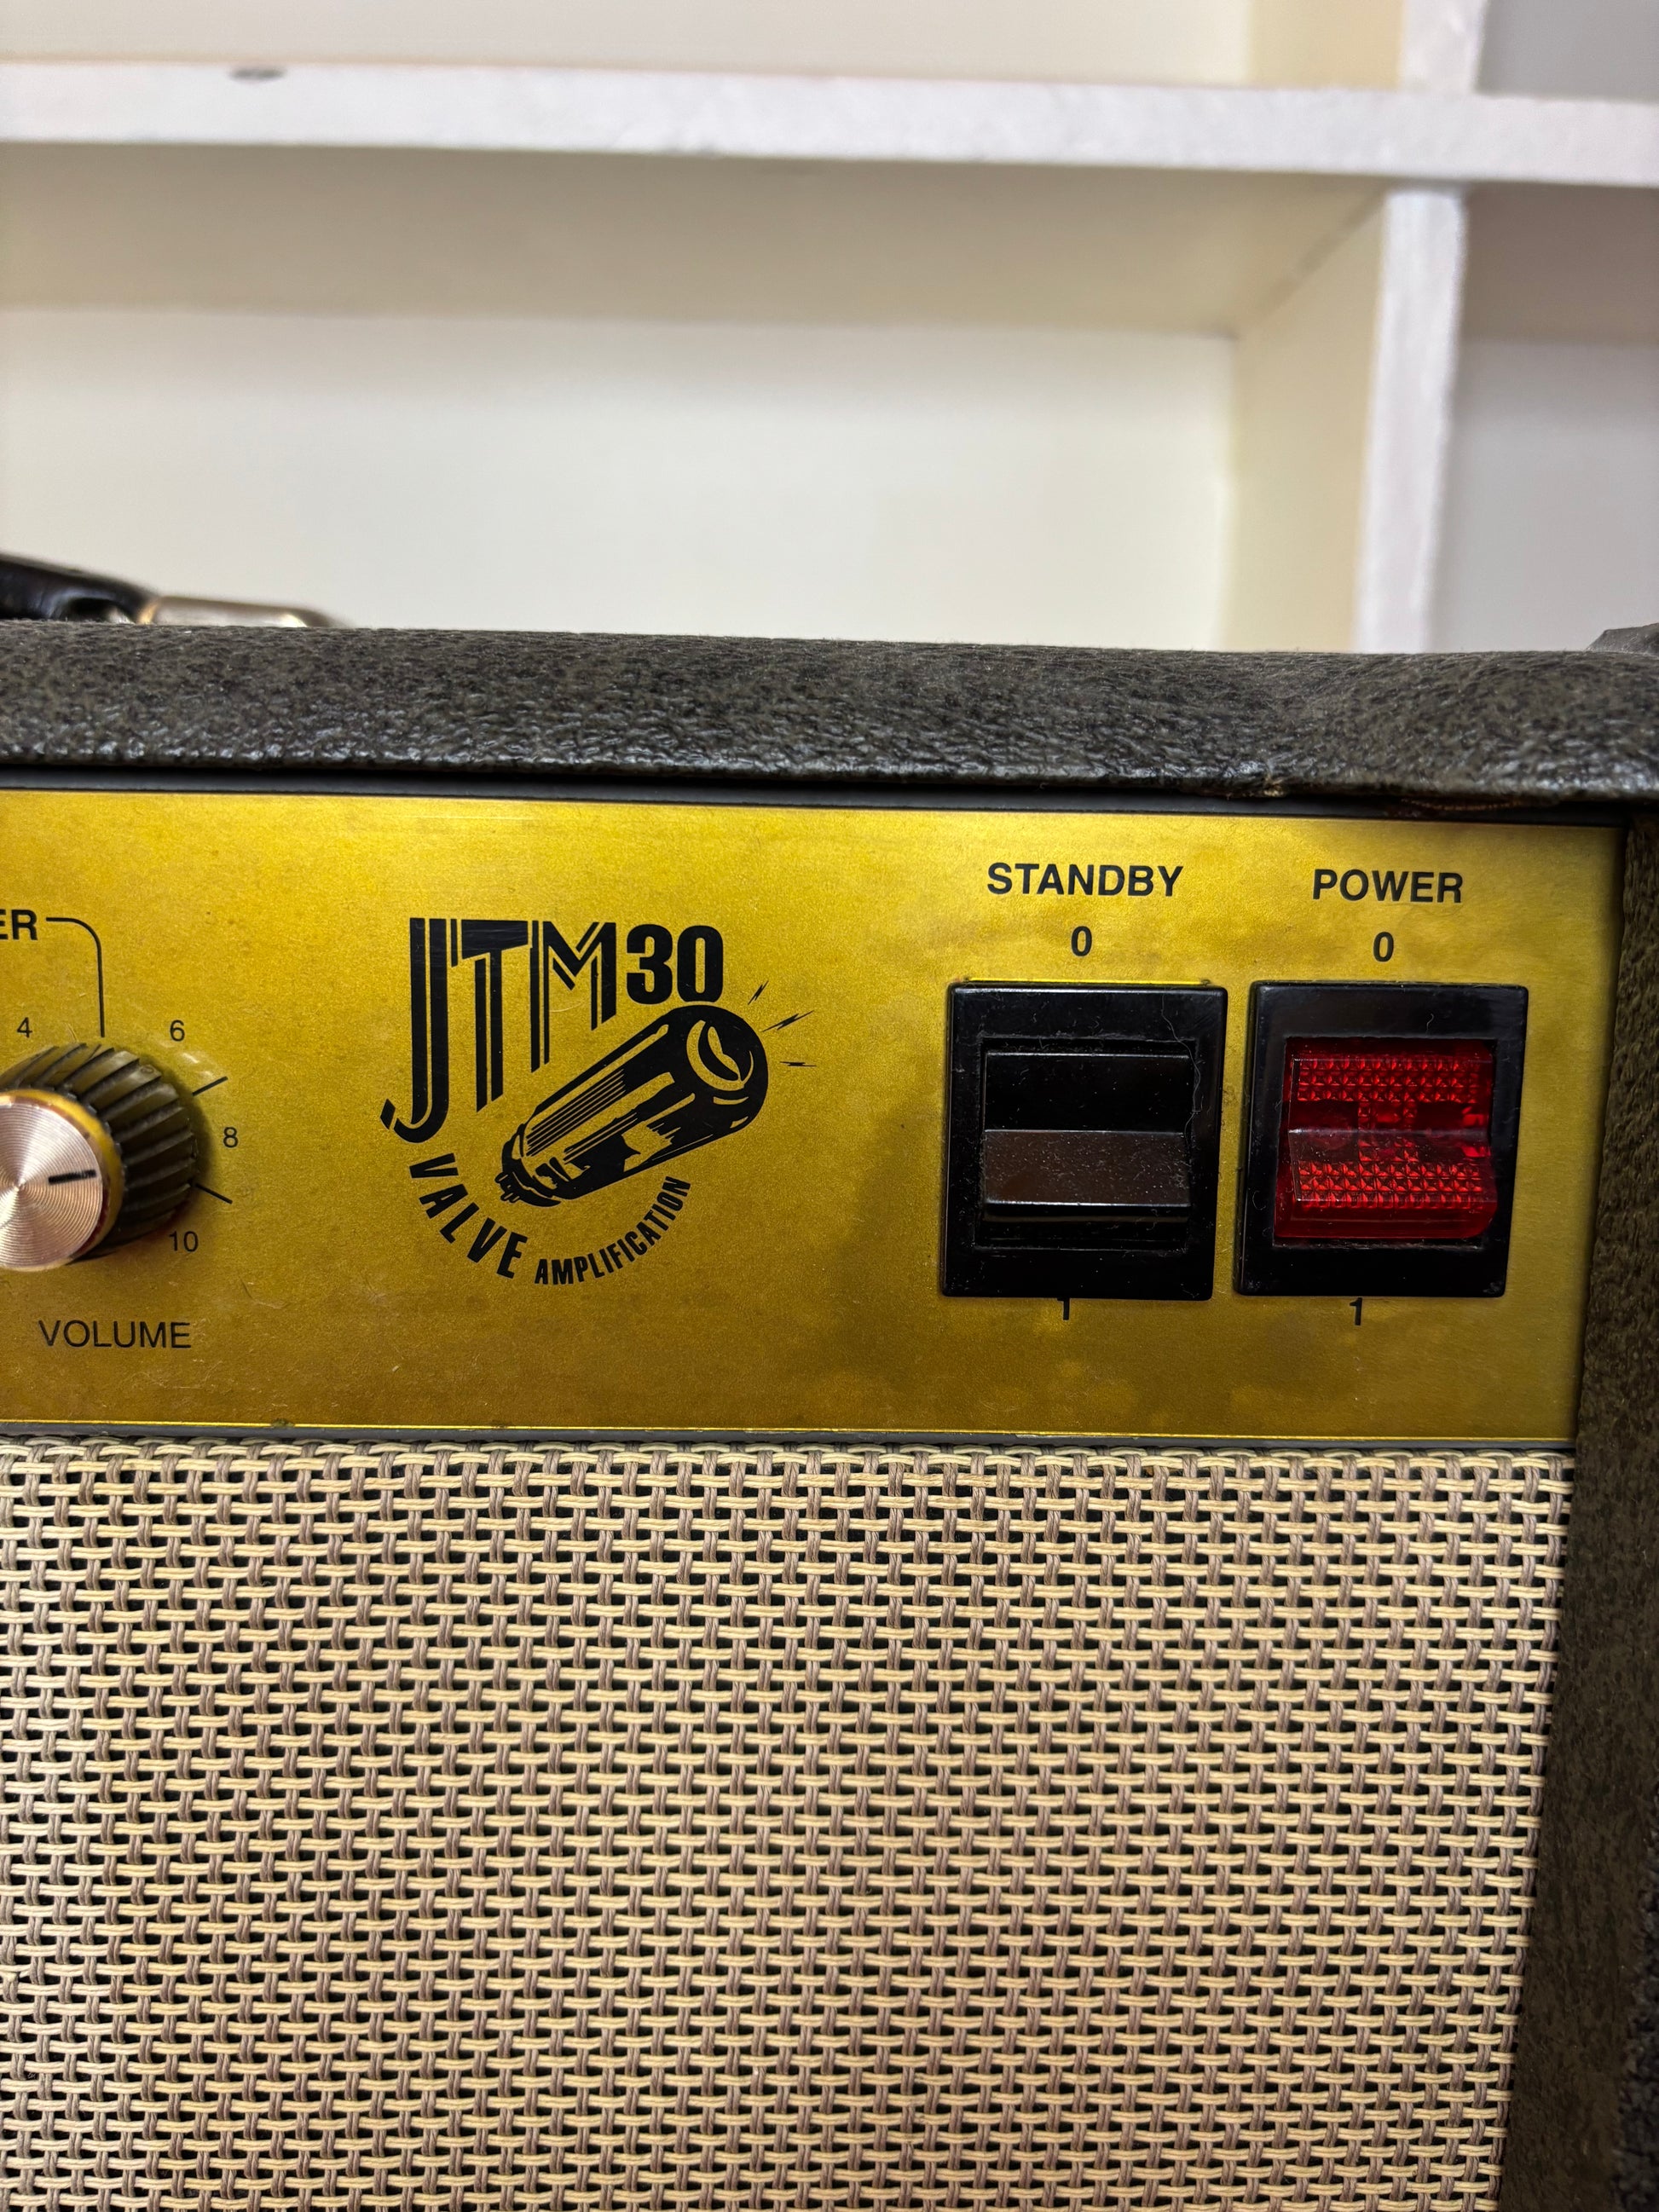 STANDBY
POWER
0
0
ER
JTM30
4
6
8
10
VALVE AMPLIFICATION
1
1
VOLUME